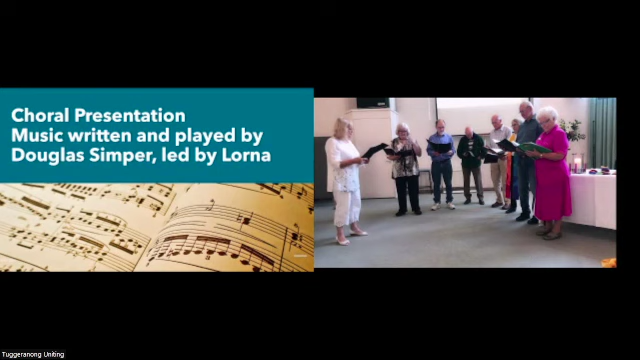 Choral Presentation
Music written and played by
Douglas Simper, led by Lorna
Tuggeranong Uniting